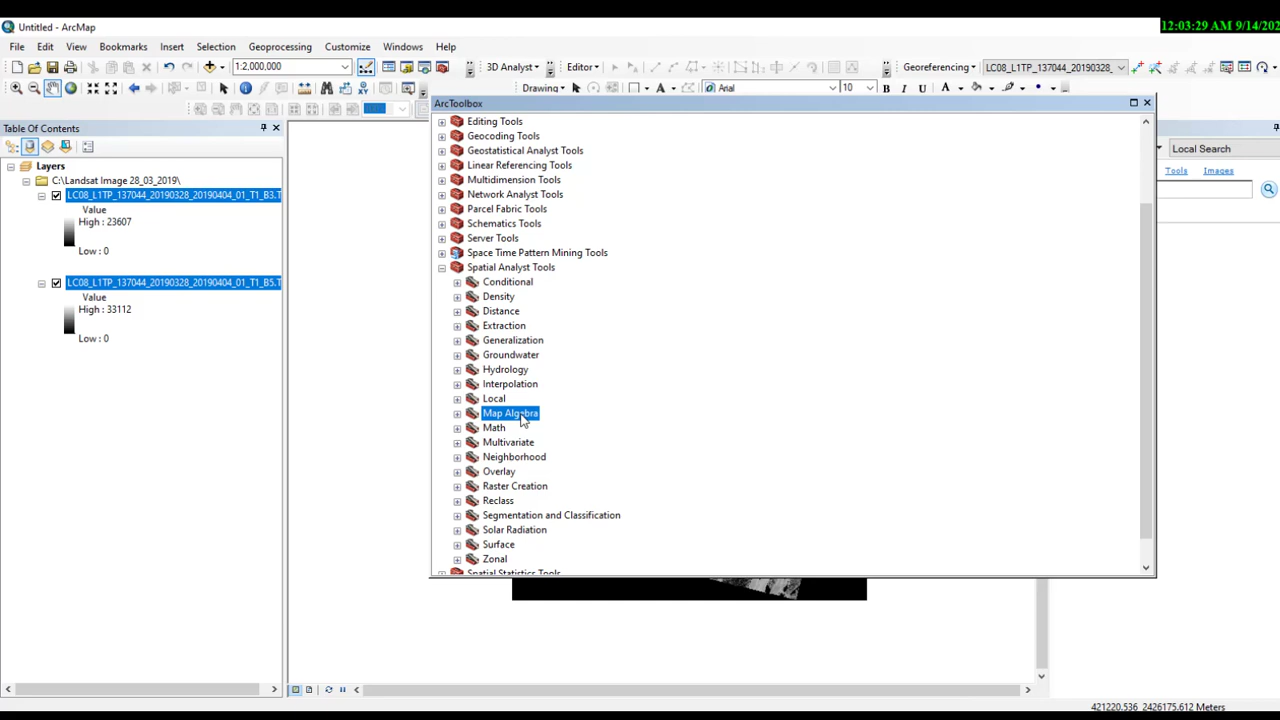 12:03:29 AM 9/14/202
Untitled - ArcMap
File Edit View Bookmarks Insert Selection Geoprocessing Customize Windows Help
1:2,000,000 3D Analyst Editor Georeferencing LC08_L1TP_137044_20190328_
Drawing A Arial 10 B I U A
ArcToolbox
Table Of Contents
Layers
C:\Landsat Image 28_03_2019\
LC08_L1TP_137044_20190328_20190404_01_T1_B3.T
Value
High : 23607
Low : 0
LC08_L1TP_137044_20190328_20190404_01_T1_B5.T
Value
High : 33112
Low : 0
Editing Tools
Geocoding Tools
Geostatistical Analyst Tools
Linear Referencing Tools
Multidimension Tools
Network Analyst Tools
Parcel Fabric Tools
Schematics Tools
Server Tools
Space Time Pattern Mining Tools
Spatial Analyst Tools
Conditional
Density
Distance
Extraction
Generalization
Groundwater
Hydrology
Interpolation
Local
Map Algebra
Math
Multivariate
Neighborhood
Overlay
Raster Creation
Reclass
Segmentation and Classification
Solar Radiation
Surface
Zonal
Spatial Statistics Tools
Local Search
Tools Images
421220.536 2426175.612 Meters